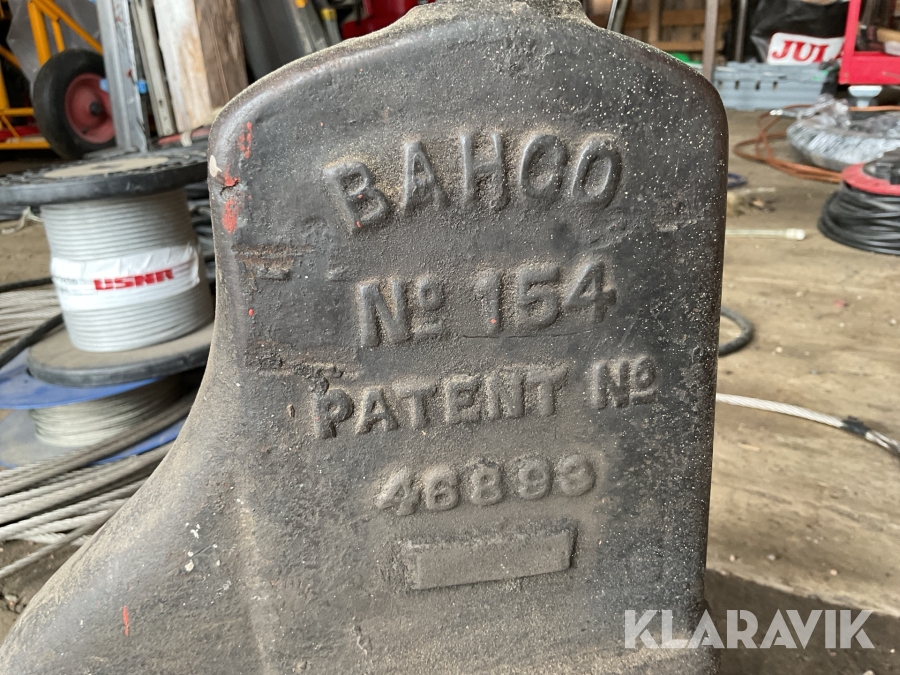 BAHCO
Nº 154
PATENT Nº
46893
USNR
JUL
KLARAVIK